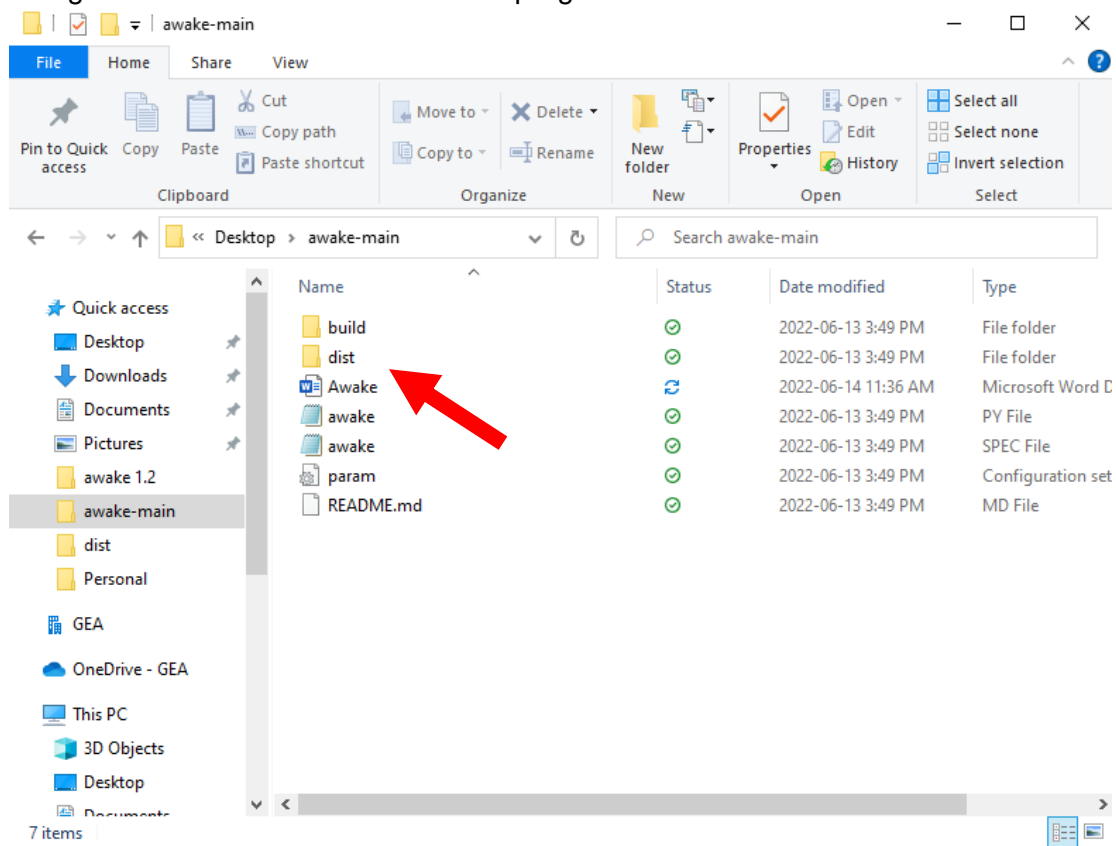 awake-main
File Home Share View
Pin to Quick access
Copy
Paste
Cut
Copy path
Paste shortcut
Clipboard
Move to
Copy to
Delete
Rename
Organize
New folder
New
Properties
Open
Edit
History
Open
Select all
Select none
Invert selection
Select
« Desktop › awake-main
Search awake-main
Quick access
Desktop
Downloads
Documents
Pictures
awake 1.2
awake-main
dist
Personal
GEA
OneDrive - GEA
This PC
3D Objects
Desktop
Documents
Name Status Date modified Type
build 2022-06-13 3:49 PM File folder
dist 2022-06-13 3:49 PM File folder
Awake 2022-06-14 11:36 AM Microsoft Word D
awake 2022-06-13 3:49 PM PY File
awake 2022-06-13 3:49 PM SPEC File
param 2022-06-13 3:49 PM Configuration set
README.md 2022-06-13 3:49 PM MD File
7 items